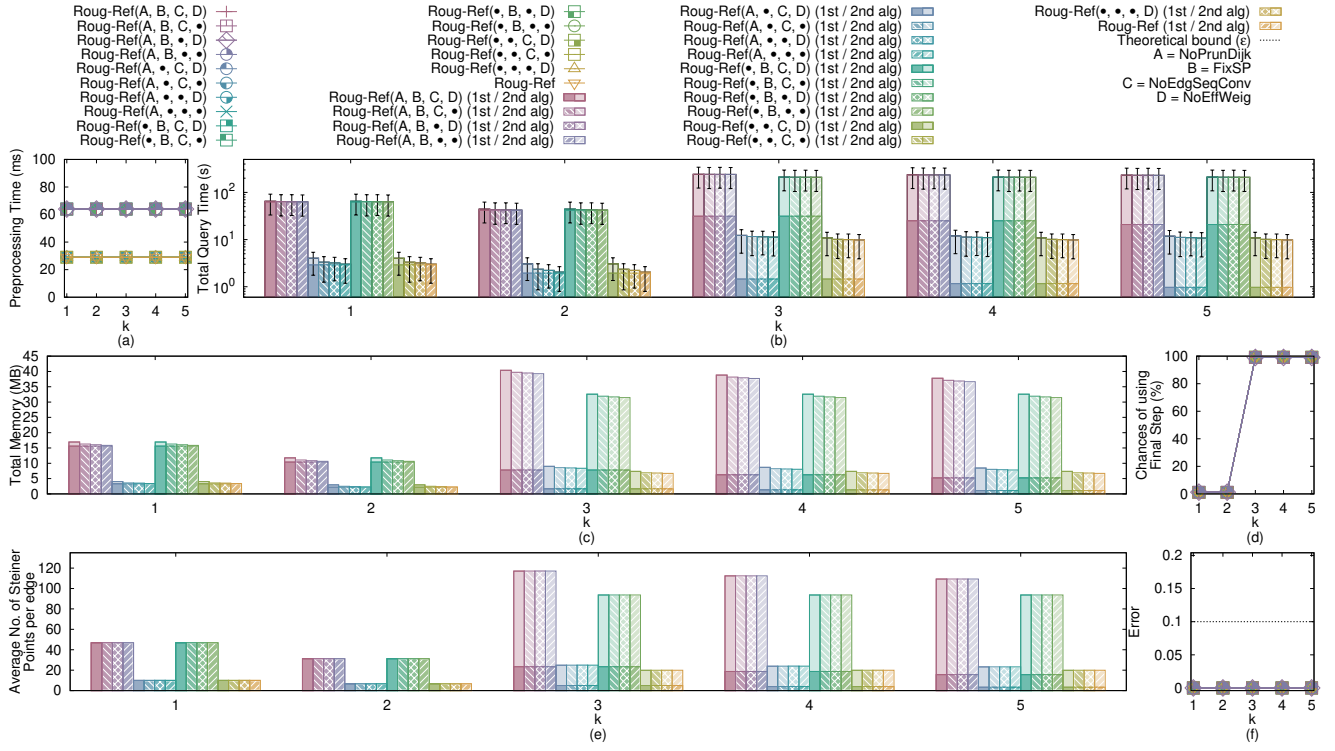 Roug-Ref(A, B, C, D)
Roug-Ref(A, B, C, •)
Roug-Ref(A, B, •, D)
Roug-Ref(A, B, •, •)
Roug-Ref(A, •, C, D)
Roug-Ref(A, •, C, •)
Roug-Ref(A, •, •, D)
Roug-Ref(A, •, •, •)
Roug-Ref(•, B, C, D)
Roug-Ref(•, B, C, •)
Roug-Ref(•, B, •, D)
Roug-Ref(•, B, •, •)
Roug-Ref(•, •, C, D)
Roug-Ref(•, •, C, •)
Roug-Ref(•, •, •, D)
Roug-Ref
Roug-Ref(A, B, C, D) (1st / 2nd alg)
Roug-Ref(A, B, C, •) (1st / 2nd alg)
Roug-Ref(A, B, •, D) (1st / 2nd alg)
Roug-Ref(A, B, •, •) (1st / 2nd alg)
Roug-Ref(A, •, C, D) (1st / 2nd alg)
Roug-Ref(A, •, C, •) (1st / 2nd alg)
Roug-Ref(A, •, •, D) (1st / 2nd alg)
Roug-Ref(A, •, •, •) (1st / 2nd alg)
Roug-Ref(•, B, C, D) (1st / 2nd alg)
Roug-Ref(•, B, C, •) (1st / 2nd alg)
Roug-Ref(•, B, •, D) (1st / 2nd alg)
Roug-Ref(•, B, •, •) (1st / 2nd alg)
Roug-Ref(•, •, C, D) (1st / 2nd alg)
Roug-Ref(•, •, C, •) (1st / 2nd alg)
Roug-Ref(•, •, •, D) (1st / 2nd alg)
Roug-Ref (1st / 2nd alg)
Theoretical bound (ε)
A = NoPrunDijk
B = FixSP
C = NoEdgSeqConv
D = NoEffWeig
Preprocessing Time (ms)
100
80
60
40
20
0
1 2 3 4 5
k
(a)
Total Query Time (s)
10²
10¹
10⁰
1 2 3 4 5
k
(b)
Total Memory (MB)
45
40
35
30
25
20
15
10
5
0
1 2 3 4 5
k
(c)
Chances of using
Final Step (%)
100
80
60
40
20
0
1 2 3 4 5
k
(d)
Average No. of Steiner
Points per edge
120
100
80
60
40
20
0
1 2 3 4 5
k
(e)
Error
0.2
0.15
0.1
0.05
0
1 2 3 4 5
k
(f)